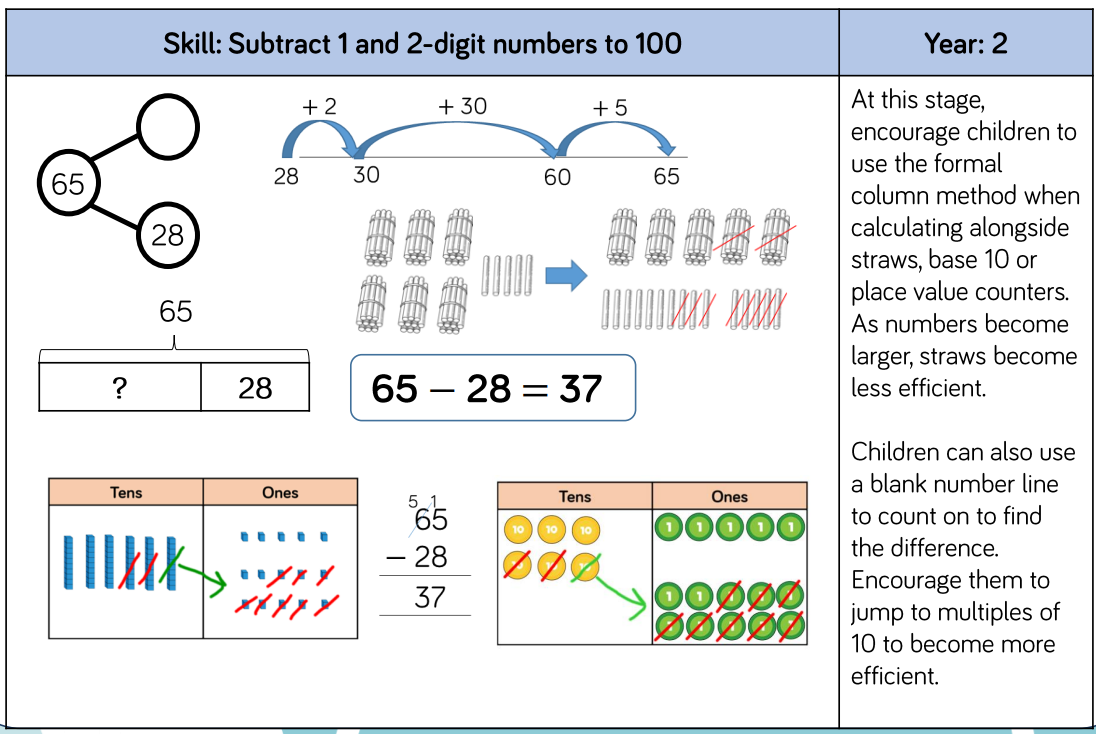 Skill: Subtract 1 and 2-digit numbers to 100
Year: 2
65
28
+ 2
+ 30
+ 5
28
30
60
65
65
?
28
65 – 28 = 37
Tens
Ones
5 1
65
– 28
37
Tens
Ones
10 10 10
10 10 10
1 1 1 1 1
1 1 1 1 1
1 1 1 1 1
At this stage,
encourage children to
use the formal
column method when
calculating alongside
straws, base 10 or
place value counters.
As numbers become
larger, straws become
less efficient.
Children can also use
a blank number line
to count on to find
the difference.
Encourage them to
jump to multiples of
10 to become more
efficient.